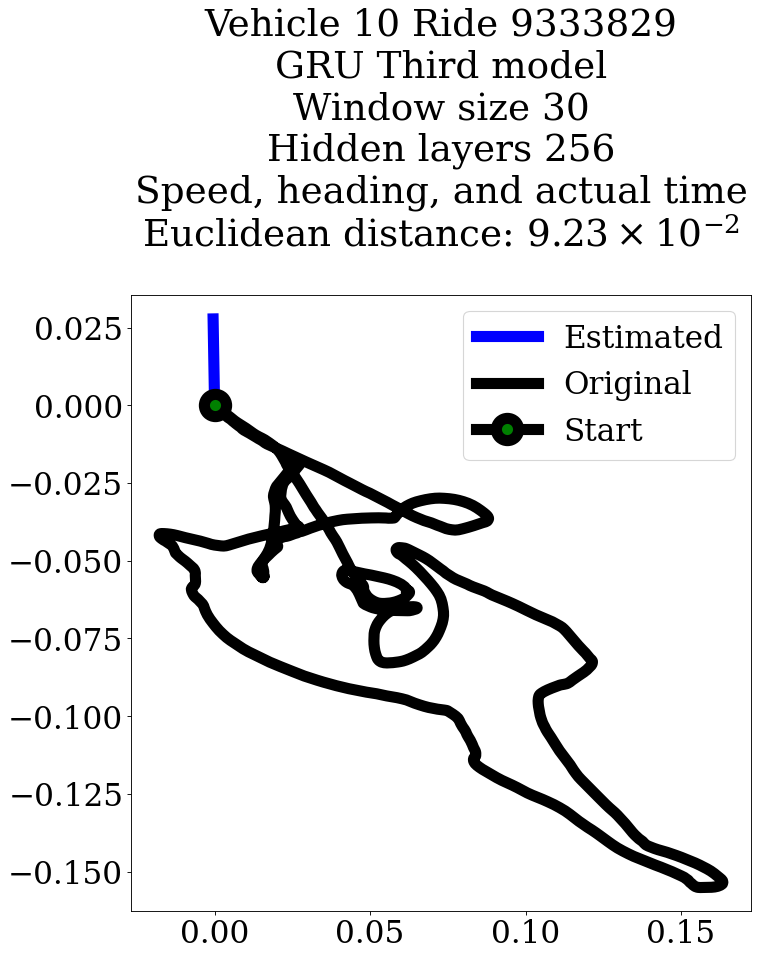 Vehicle 10 Ride 9333829
GRU Third model
Window size 30
Hidden layers 256
Speed, heading, and actual time
Euclidean distance: 9.23 × 10⁻²
Estimated
Original
Start
0.025
0.000
−0.025
−0.050
−0.075
−0.100
−0.125
−0.150
0.00 0.05 0.10 0.15